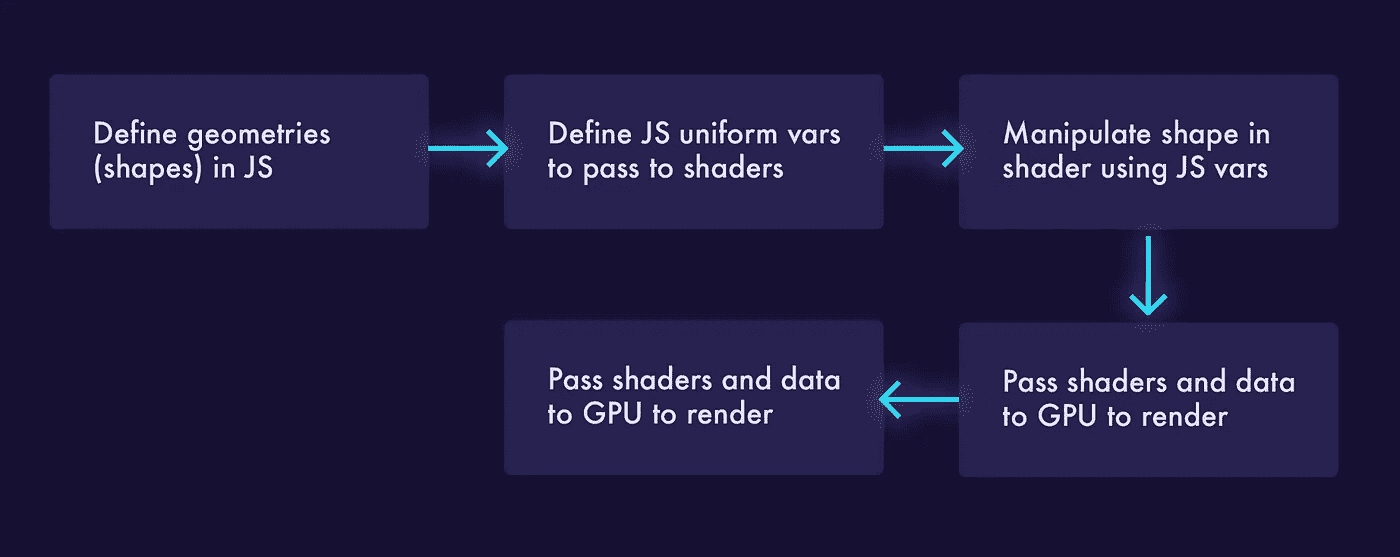 Define geometries
(shapes) in JS
Define JS uniform vars
to pass to shaders
Manipulate shape in
shader using JS vars
Pass shaders and data
to GPU to render
Pass shaders and data
to GPU to render